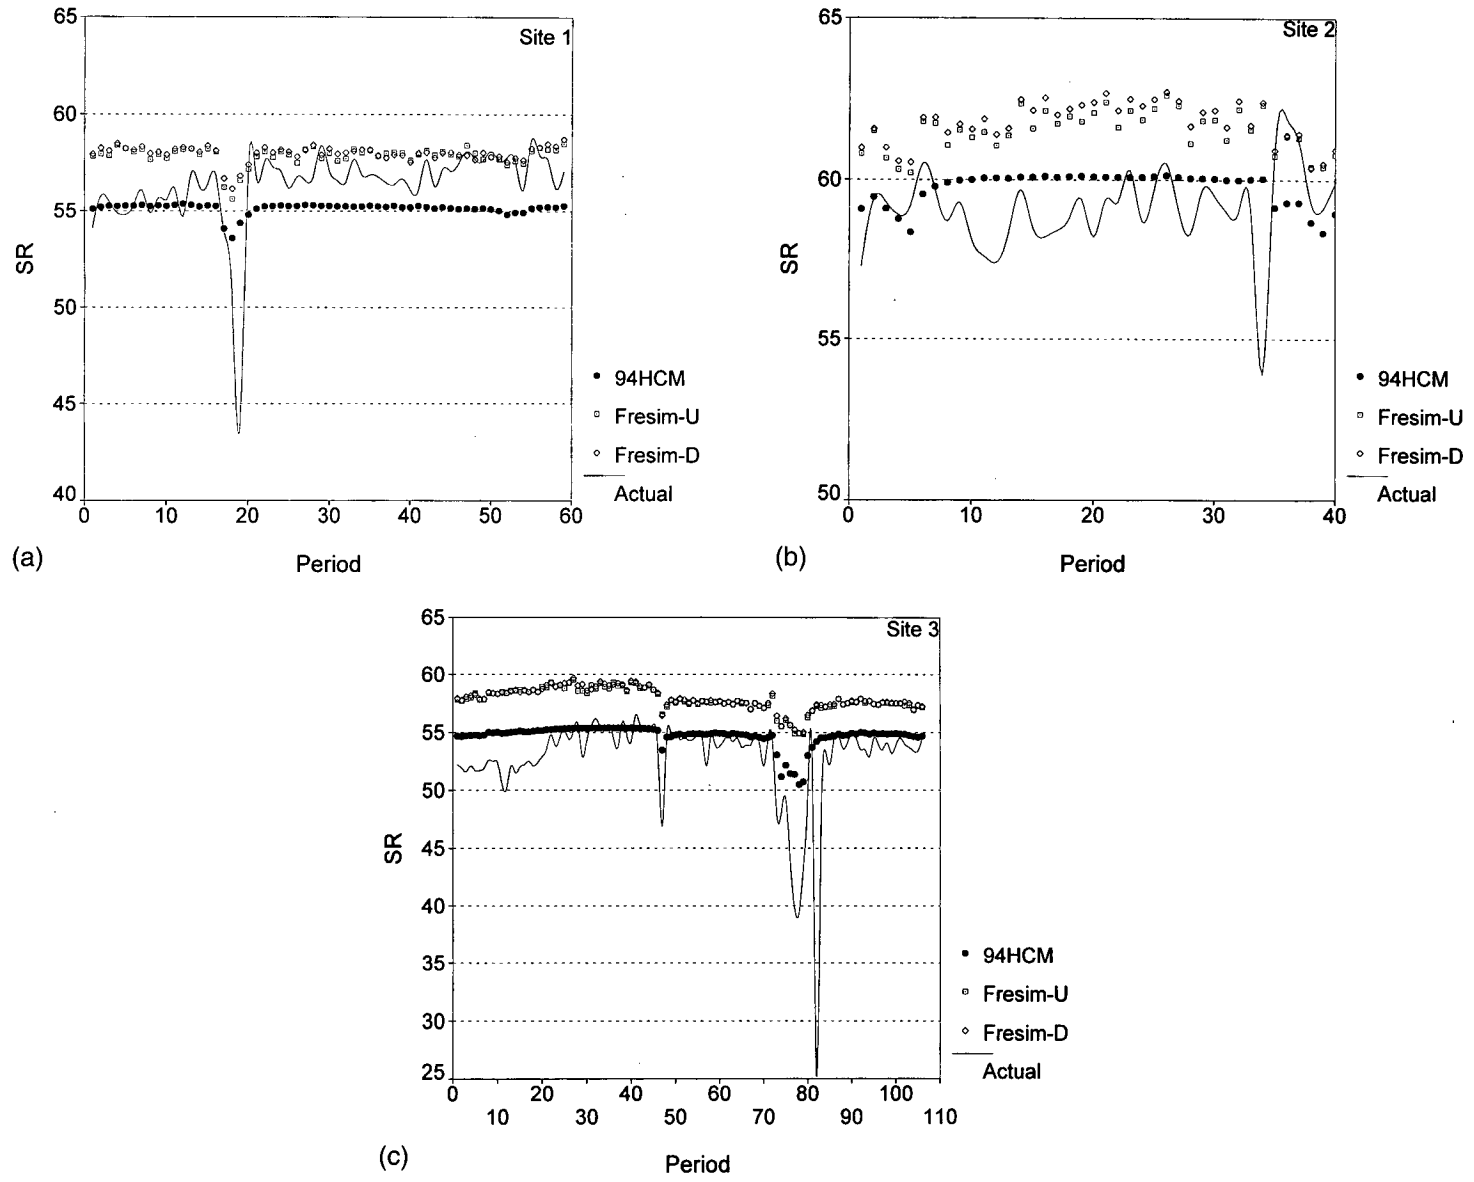 65
60
55
50
45
40
SR
Site 1
0 10 20 30 40 50 60
Period
(a)
94HCM
Fresim-U
Fresim-D
Actual
65
60
55
50
SR
Site 2
0 10 20 30 40
Period
(b)
94HCM
Fresim-U
Fresim-D
Actual
65
60
55
50
45
40
35
30
25
SR
Site 3
0 20 40 60 80 100
10 30 50 70 90 110
Period
(c)
94HCM
Fresim-U
Fresim-D
Actual